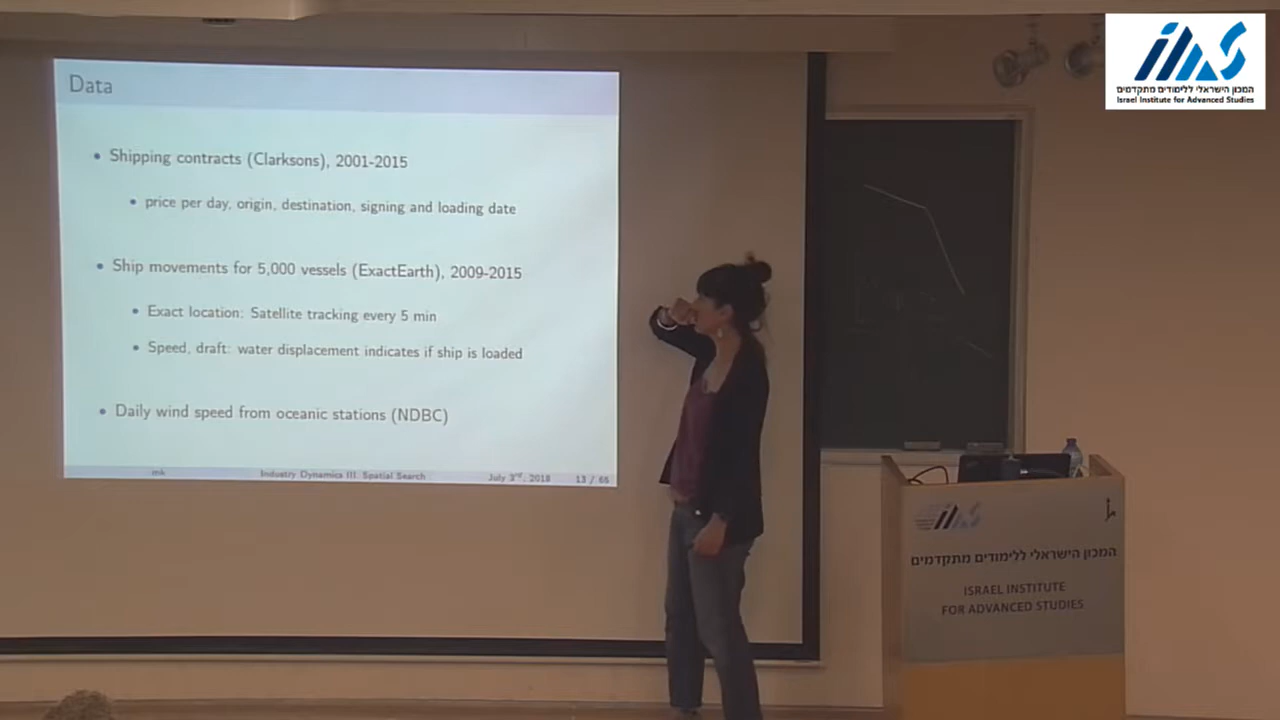 Data
• Shipping contracts (Clarksons), 2001-2015
• price per day, origin, destination, signing and loading date
• Ship movements for 5,000 vessels (ExactEarth), 2009-2015
• Exact location: Satellite tracking every 5 min
• Speed, draft: water displacement indicates if ship is loaded
• Daily wind speed from oceanic stations (NDBC)
mk Industry Dynamics III: Spatial Search July 3rd, 2018 13 / 65
המכון הישראלי ללימודים מתקדמים
Israel Institute for Advanced Studies
המכון הישראלי ללימודים מתקדמים
ISRAEL INSTITUTE
FOR ADVANCED STUDIES